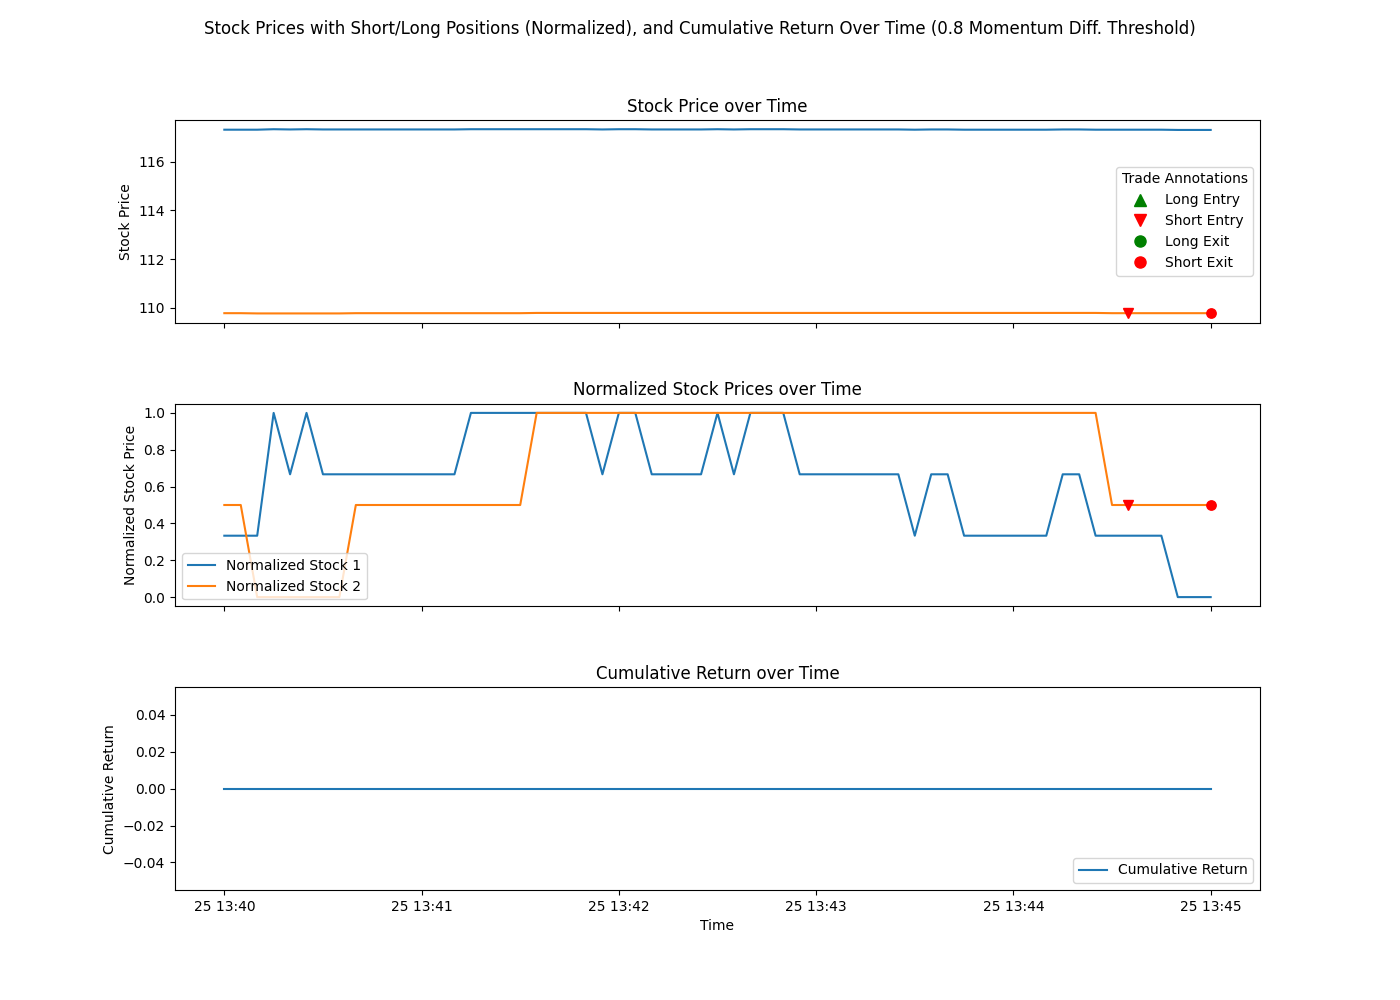 Stock Prices with Short/Long Positions (Normalized), and Cumulative Return Over Time (0.8 Momentum Diff. Threshold)
Stock Price over Time
Stock Price
116
114
112
110
Trade Annotations
Long Entry
Short Entry
Long Exit
Short Exit
Normalized Stock Prices over Time
Normalized Stock Price
1.0
0.8
0.6
0.4
0.2
0.0
Normalized Stock 1
Normalized Stock 2
Cumulative Return over Time
Cumulative Return
0.04
0.02
0.00
−0.02
−0.04
Cumulative Return
25 13:40 25 13:41 25 13:42 25 13:43 25 13:44 25 13:45
Time